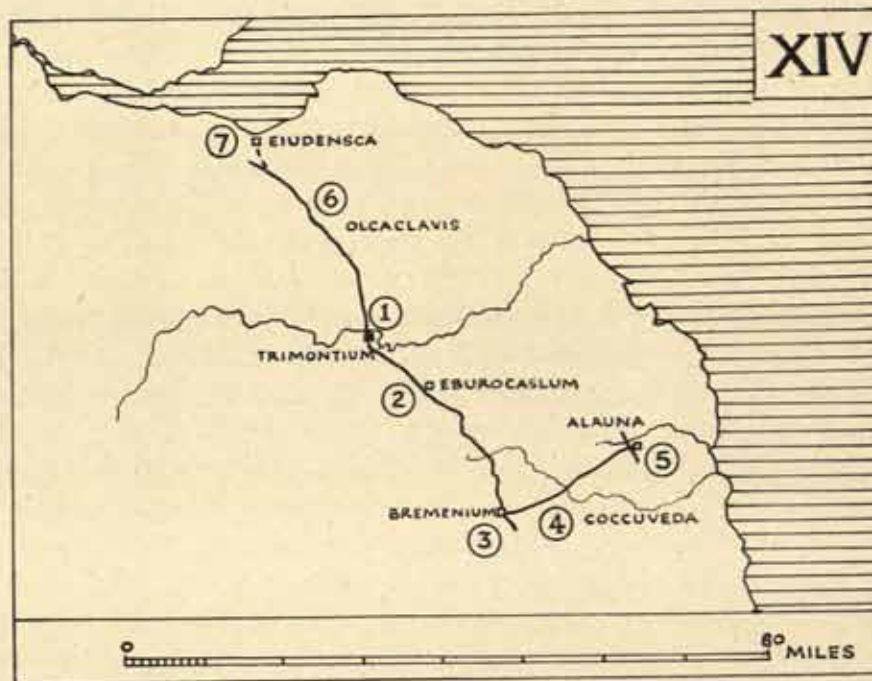 XIV
⑦ EIUDENSCA
⑥
OLCACLAVIS
①
TRIMONTIUM
② EBUROCASLUM
ALAUNA
⑤
BREMENIUM
③ ④ COCCUVEDA
0 60 MILES